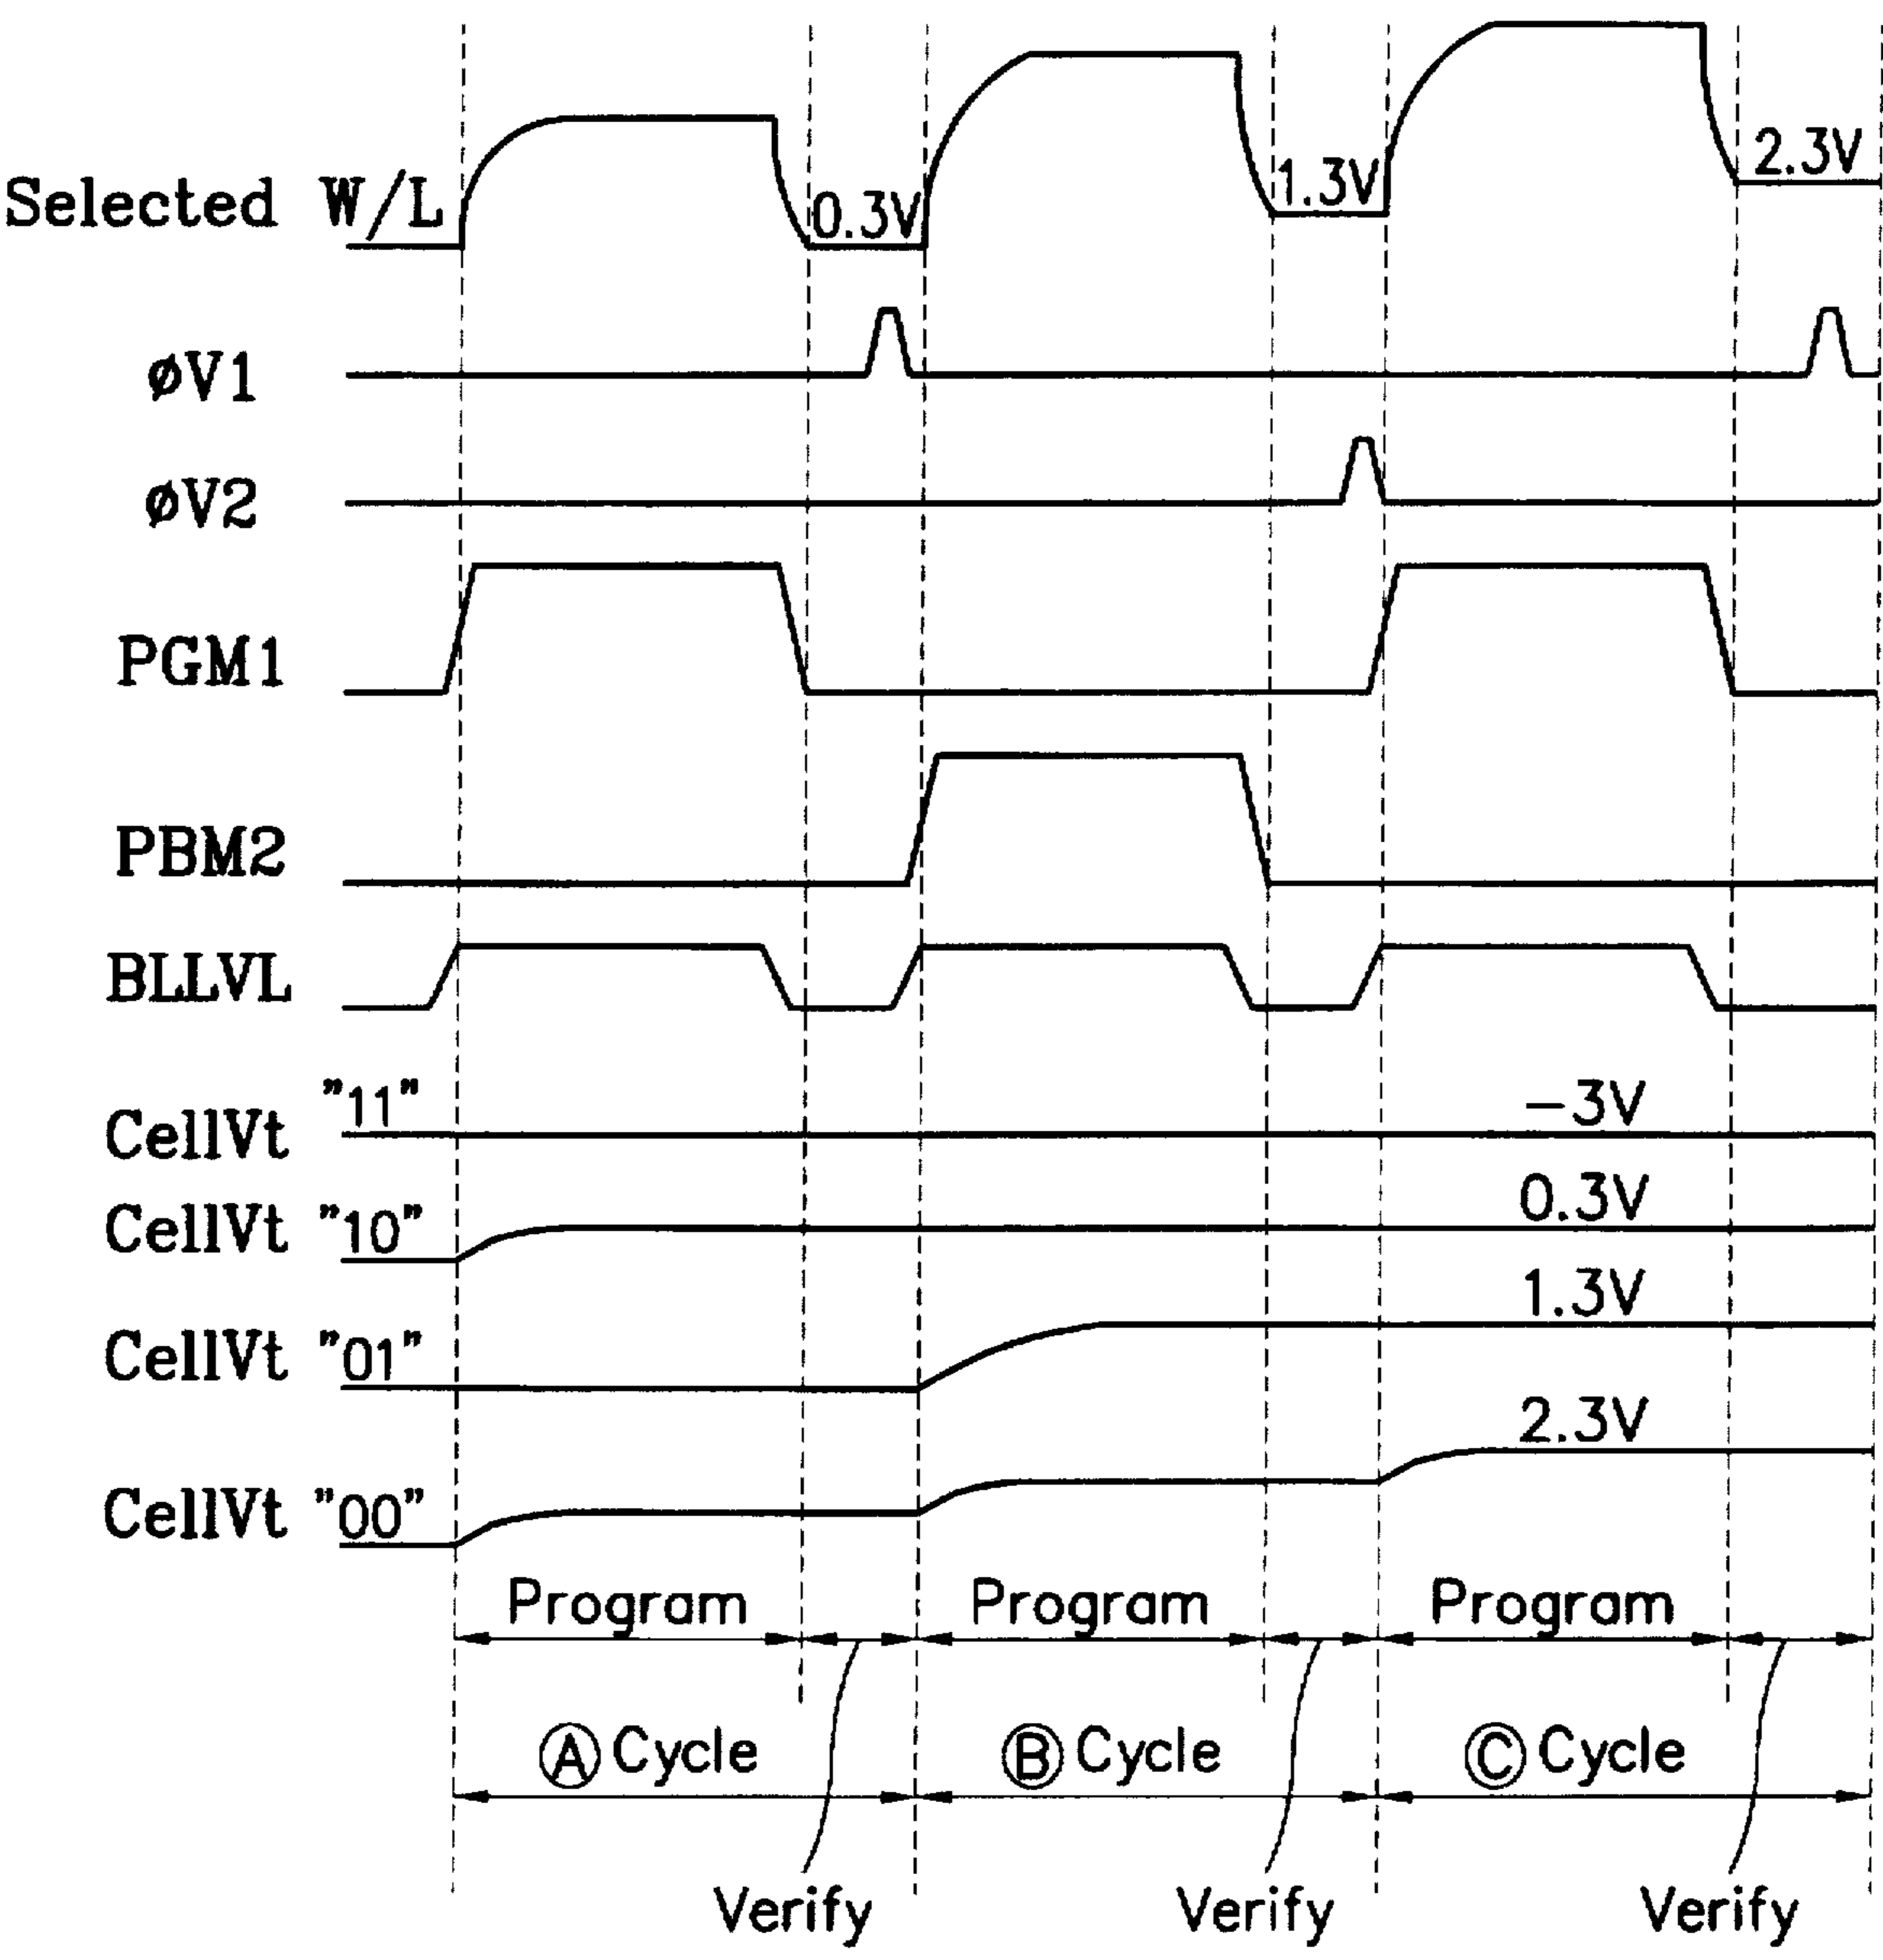 2.3V
1.3V
Selected W/L
0.3V
øV1
øV2
PGM1
PBM2
BLLVL
CellVt "11" -3V
CellVt "10" 0.3V
CellVt "01" 1.3V
CellVt "00" 2.3V
Program Program Program
Ⓐ Cycle Ⓑ Cycle Ⓒ Cycle
Verify Verify Verify